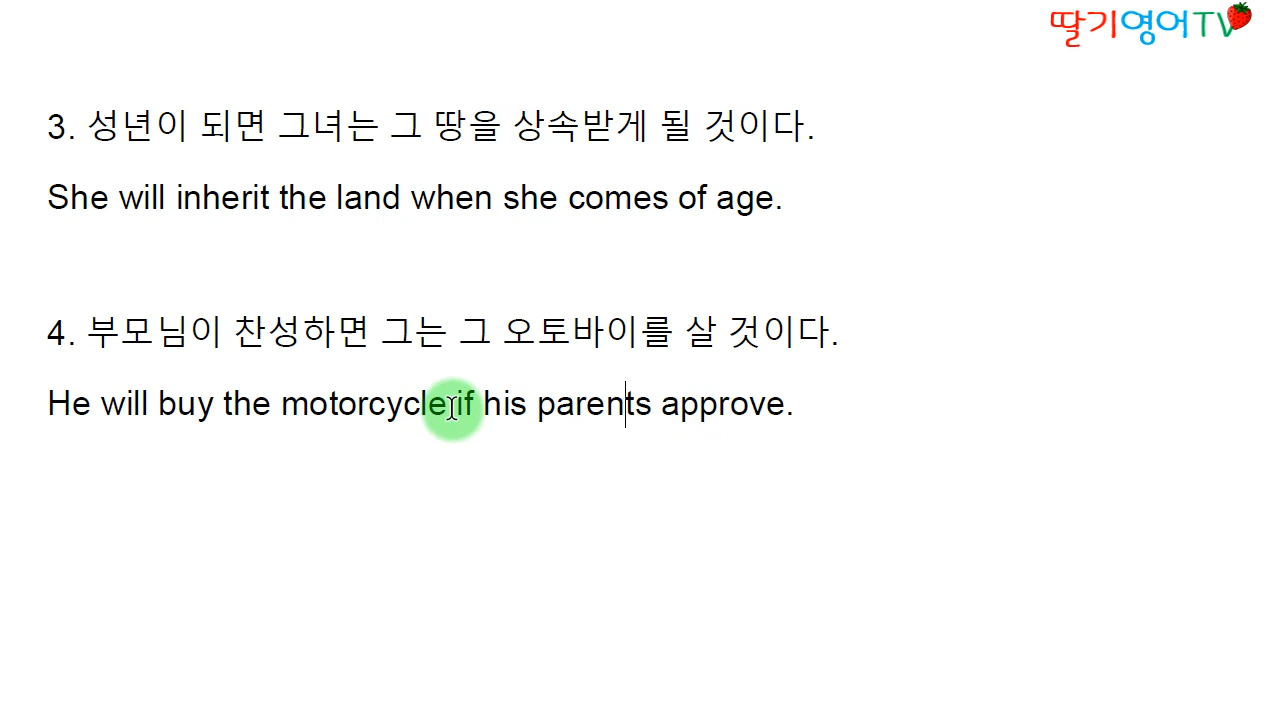 딸기영어TV
3. 성년이 되면 그녀는 그 땅을 상속받게 될 것이다.
She will inherit the land when she comes of age.
4. 부모님이 찬성하면 그는 그 오토바이를 살 것이다.
He will buy the motorcycle if his parents approve.